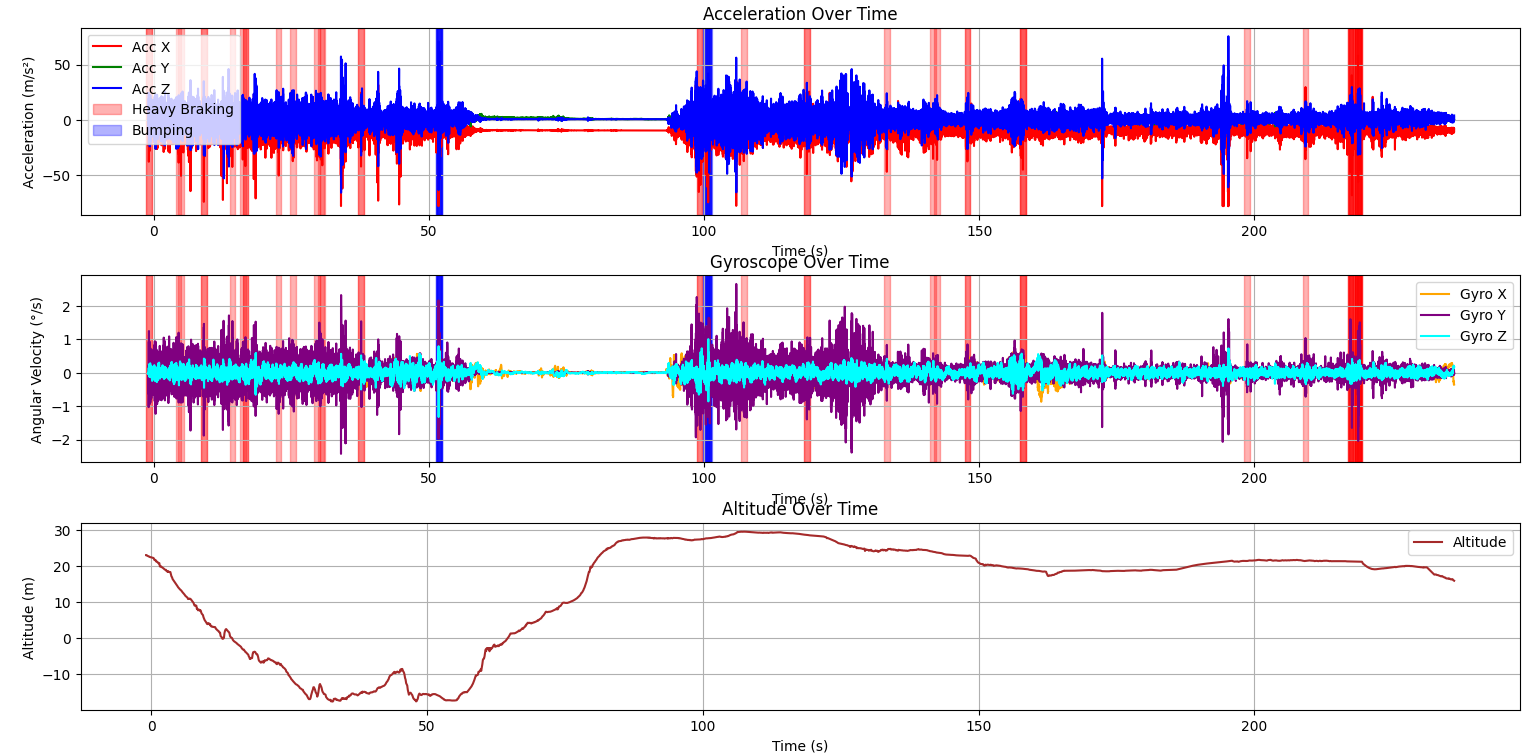 Acceleration Over Time
Acceleration (m/s²)
50
0
−50
Acc X
Acc Y
Acc Z
Heavy Braking
Bumping
0 50 100 150 200
Time (s)
Gyroscope Over Time
Angular Velocity (°/s)
2
1
0
−1
−2
Gyro X
Gyro Y
Gyro Z
0 50 100 150 200
Time (s)
Altitude Over Time
Altitude (m)
30
20
10
0
−10
Altitude
0 50 100 150 200
Time (s)